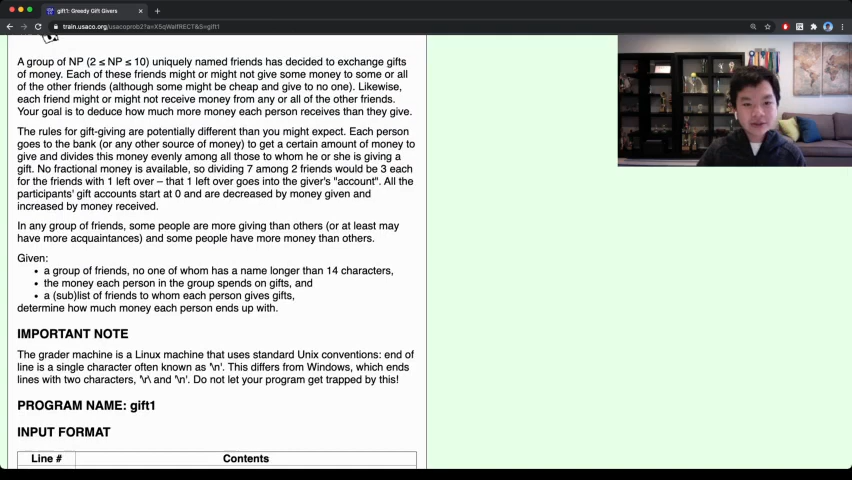 gift1: Greedy Gift Givers
train.usaco.org/usacoprob2?a=X5qWalfRECT&S=gift1
A group of NP (2 ≤ NP ≤ 10) uniquely named friends has decided to exchange gifts
of money. Each of these friends might or might not give some money to some or all
of the other friends (although some might be cheap and give to no one). Likewise,
each friend might or might not receive money from any or all of the other friends.
Your goal is to deduce how much more money each person receives than they give.
The rules for gift-giving are potentially different than you might expect. Each person
goes to the bank (or any other source of money) to get a certain amount of money to
give and divides this money evenly among all those to whom he or she is giving a
gift. No fractional money is available, so dividing 7 among 2 friends would be 3 each
for the friends with 1 left over – that 1 left over goes into the giver's "account". All the
participants' gift accounts start at 0 and are decreased by money given and
increased by money received.
In any group of friends, some people are more giving than others (or at least may
have more acquaintances) and some people have more money than others.
Given:
• a group of friends, no one of whom has a name longer than 14 characters,
• the money each person in the group spends on gifts, and
• a (sub)list of friends to whom each person gives gifts,
determine how much money each person ends up with.
IMPORTANT NOTE
The grader machine is a Linux machine that uses standard Unix conventions: end of
line is a single character often known as '\n'. This differs from Windows, which ends
lines with two characters, '\r\ and '\n'. Do not let your program get trapped by this!
PROGRAM NAME: gift1
INPUT FORMAT
Line # Contents